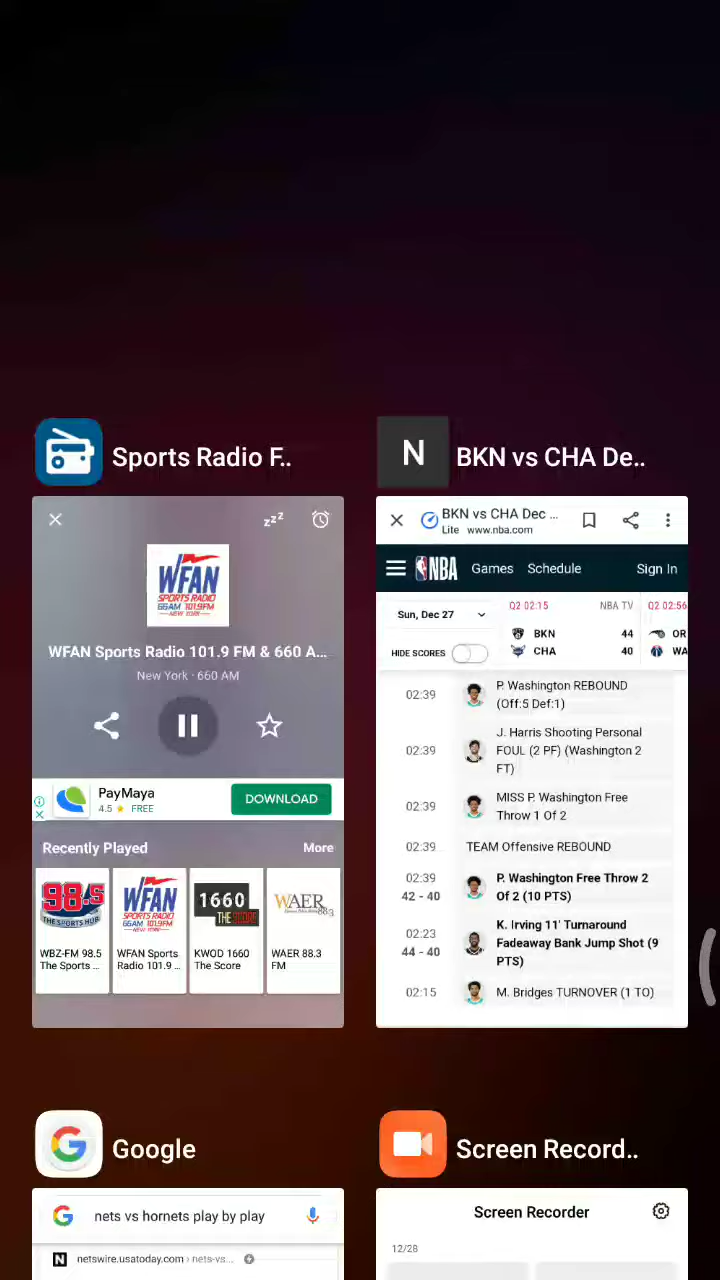 Sports Radio F..
N
BKN vs CHA De..
zzz
WFAN
SPORTS RADIO
66AM 101.9FM
NEW YORK
WFAN Sports Radio 101.9 FM & 660 A...
New York · 660 AM
PayMaya
4.5 ★ FREE
DOWNLOAD
Recently Played
More
98.5
THE SPORTS HUB
WFAN
SPORTS RADIO
66AM 101.9FM
1660
THE SCORE
WAER
88.3
WBZ-FM 98.5
The Sports ...
WFAN Sports
Radio 101.9 ...
KWOD 1660
The Score
WAER 88.3
FM
BKN vs CHA Dec ...
Lite www.nba.com
NBA
Games
Schedule
Sign In
Sun, Dec 27
HIDE SCORES
Q2 02:15
NBA TV
BKN 44
CHA 40
Q2 02:56
OR
WA
02:39 P. Washington REBOUND
(Off:5 Def:1)
02:39 J. Harris Shooting Personal
FOUL (2 PF) (Washington 2
FT)
02:39 MISS P. Washington Free
Throw 1 Of 2
02:39 TEAM Offensive REBOUND
02:39 P. Washington Free Throw 2
42 - 40 Of 2 (10 PTS)
02:23 K. Irving 11' Turnaround
44 - 40 Fadeaway Bank Jump Shot (9
PTS)
02:15 M. Bridges TURNOVER (1 TO)
Google
Screen Record..
nets vs hornets play by play
N netswire.usatoday.com › nets-vs...
Screen Recorder
12/28